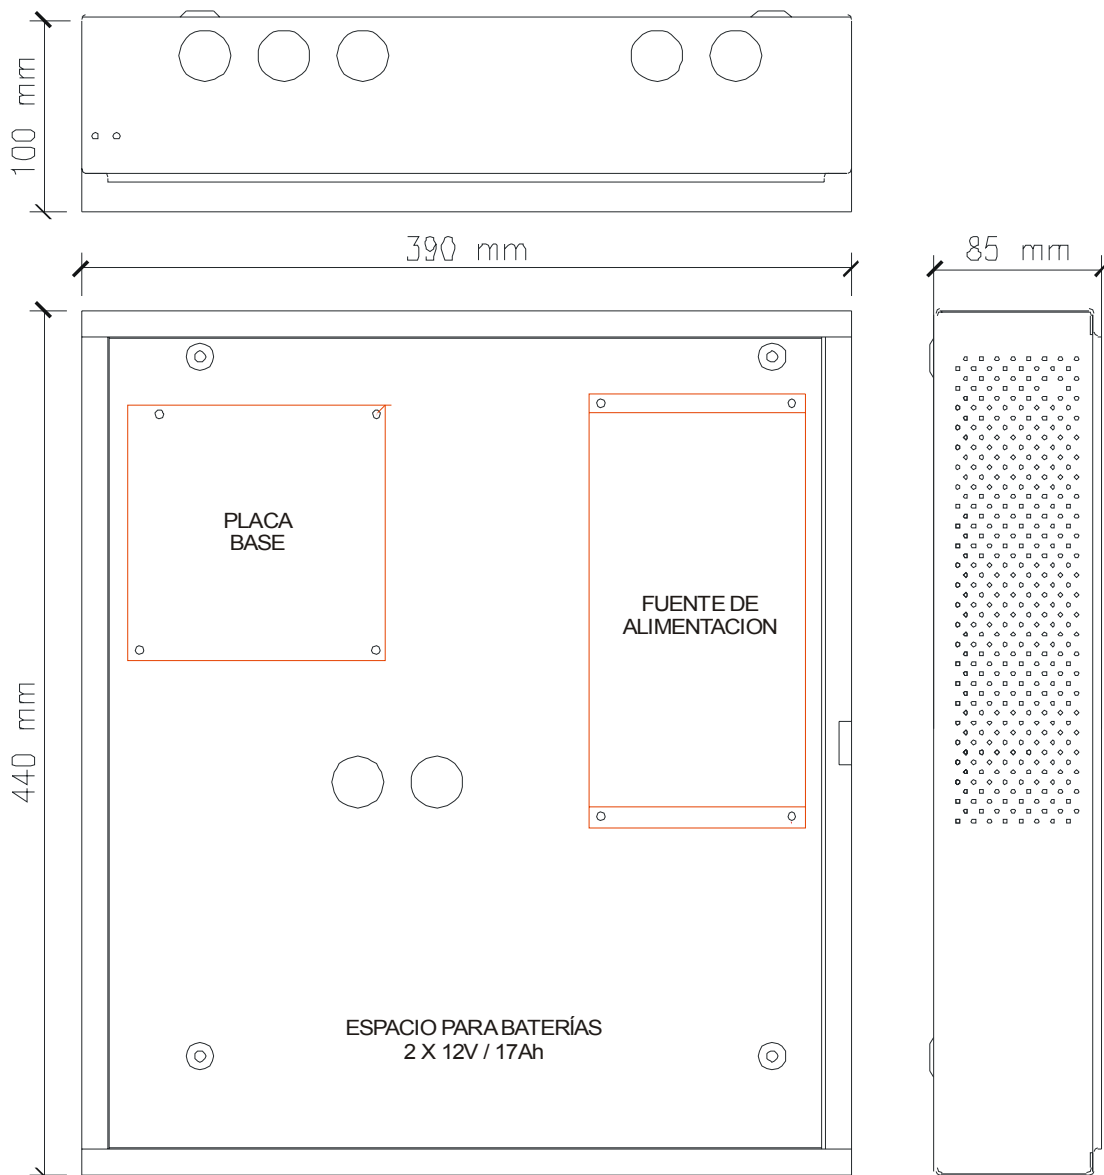 100 mm
390 mm
85 mm
440 mm
PLACA
BASE
FUENTE DE
ALIMENTACION
ESPACIO PARA BATERÍAS
2 X 12V / 17Ah